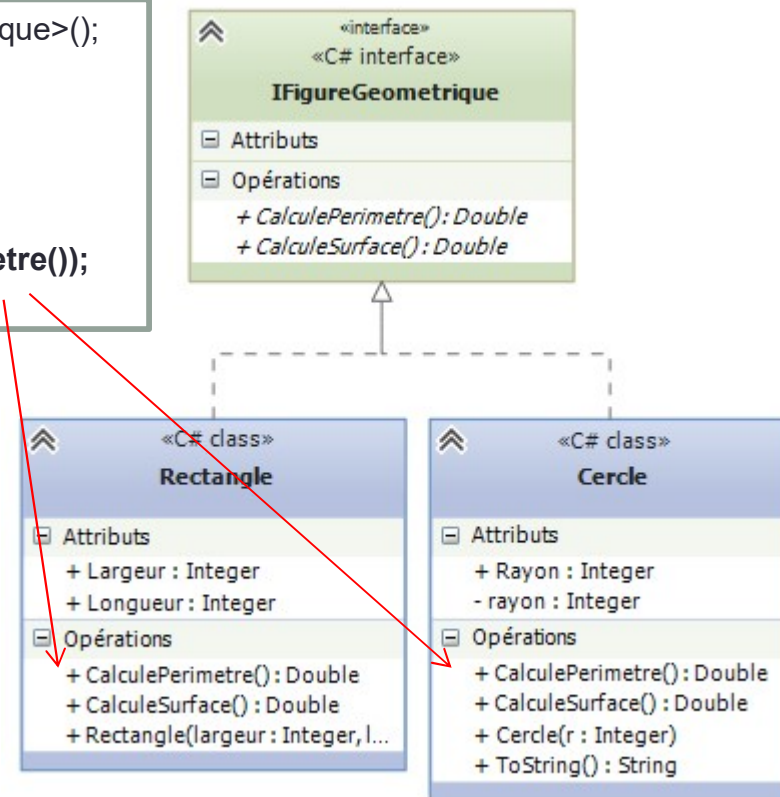 que>();
etre());
«interface»
«C# interface»
IFigureGeometrique
Attributs
Opérations
+ CalculePerimetre(): Double
+ CalculeSurface() : Double
«C# class»
Rectangle
Attributs
+ Largeur : Integer
+ Longueur : Integer
Opérations
+ CalculePerimetre() : Double
+ CalculeSurface() : Double
+ Rectangle(largeur : Integer, l...
«C# class»
Cercle
Attributs
+ Rayon : Integer
- rayon : Integer
Opérations
+ CalculePerimetre() : Double
+ CalculeSurface() : Double
+ Cercle(r : Integer)
+ ToString() : String